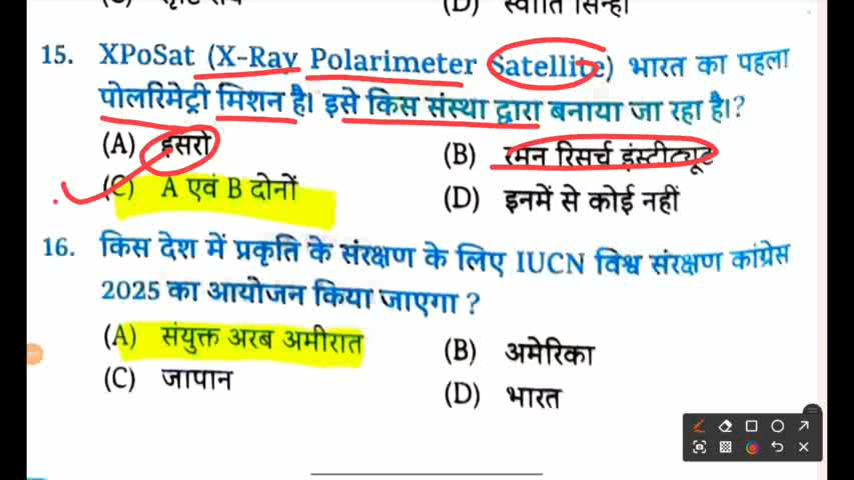 (D) स्वाति सिन्हा
15. XPoSat (X-Ray Polarimeter Satellite) भारत का पहला
पोलरिमेट्री मिशन है। इसे किस संस्था द्वारा बनाया जा रहा है।?
(A) इसरो
(B) रमन रिसर्च इंस्टीट्यूट
(C) A एवं B दोनों
(D) इनमें से कोई नहीं
16. किस देश में प्रकृति के संरक्षण के लिए IUCN विश्व संरक्षण कांग्रेस
2025 का आयोजन किया जाएगा ?
(A) संयुक्त अरब अमीरात
(B) अमेरिका
(C) जापान
(D) भारत